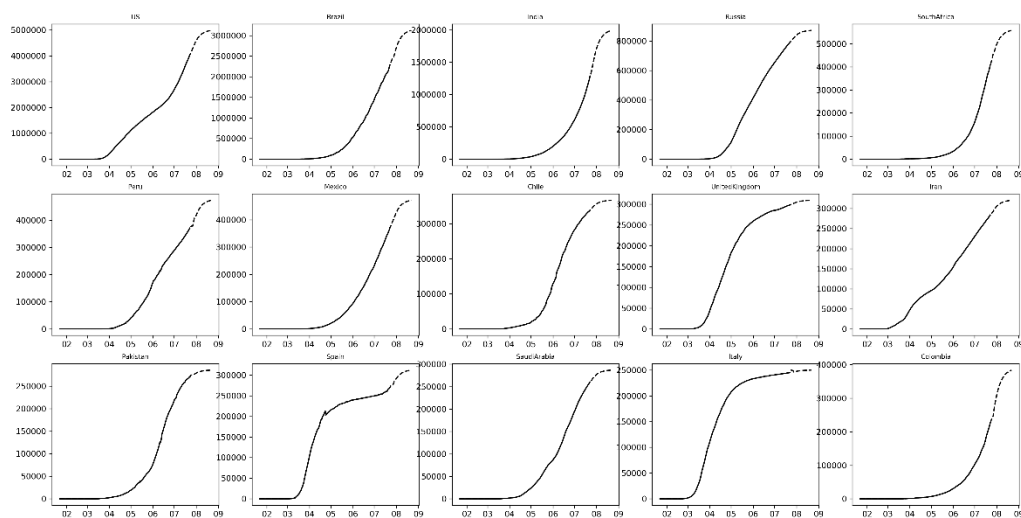 US
5000000
4000000
3000000
2000000
1000000
0
02 03 04 05 06 07 08 09
Brazil
3000000
2500000
2000000
1500000
1000000
500000
0
02 03 04 05 06 07 08 09
India
2000000
1500000
1000000
500000
0
02 03 04 05 06 07 08 09
Russia
800000
600000
400000
200000
0
02 03 04 05 06 07 08 09
SouthAfrica
500000
400000
300000
200000
100000
0
02 03 04 05 06 07 08 09
Peru
400000
300000
200000
100000
0
02 03 04 05 06 07 08 09
Mexico
400000
300000
200000
100000
0
02 03 04 05 06 07 08 09
Chile
300000
200000
100000
0
02 03 04 05 06 07 08 09
UnitedKingdom
300000
250000
200000
150000
100000
50000
0
02 03 04 05 06 07 08 09
Iran
300000
250000
200000
150000
100000
50000
0
02 03 04 05 06 07 08 09
Pakistan
250000
200000
150000
100000
50000
0
02 03 04 05 06 07 08 09
Spain
300000
250000
200000
150000
100000
50000
0
02 03 04 05 06 07 08 09
SaudiArabia
300000
250000
200000
150000
100000
50000
0
02 03 04 05 06 07 08 09
Italy
250000
200000
150000
100000
50000
0
02 03 04 05 06 07 08 09
Colombia
400000
300000
200000
100000
0
02 03 04 05 06 07 08 09